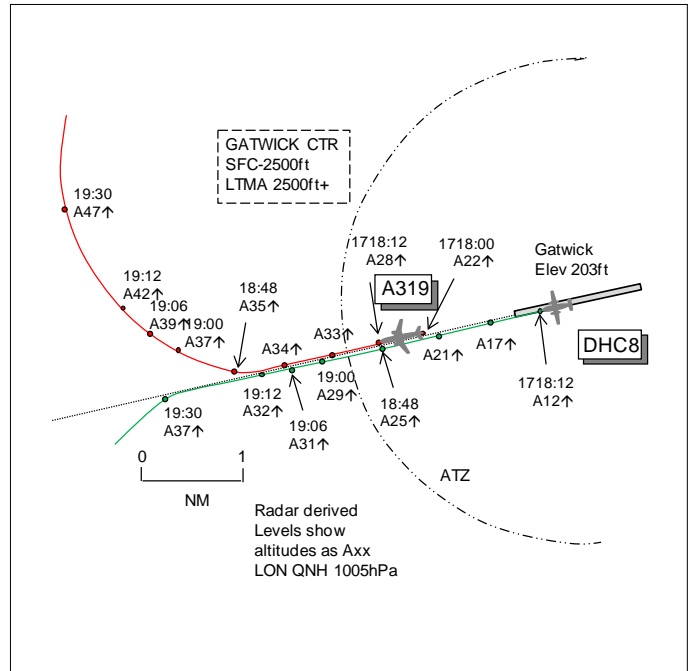 GATWICK CTR
SFC-2500ft
LTMA 2500ft+
19:30
A47↑
1718:12
A28↑
1718:00
A22↑
Gatwick
Elev 203ft
A319
19:12
A42↑
18:48
A35↑
19:06
A39↑
19:00
A37↑
A33↑
A34↑
A21↑
A17↑
DHC8
19:00
A29↑
19:12
A32↑
18:48
A25↑
1718:12
A12↑
19:06
A31↑
19:30
A37↑
0 1
NM
ATZ
Radar derived
Levels show
altitudes as Axx
LON QNH 1005hPa